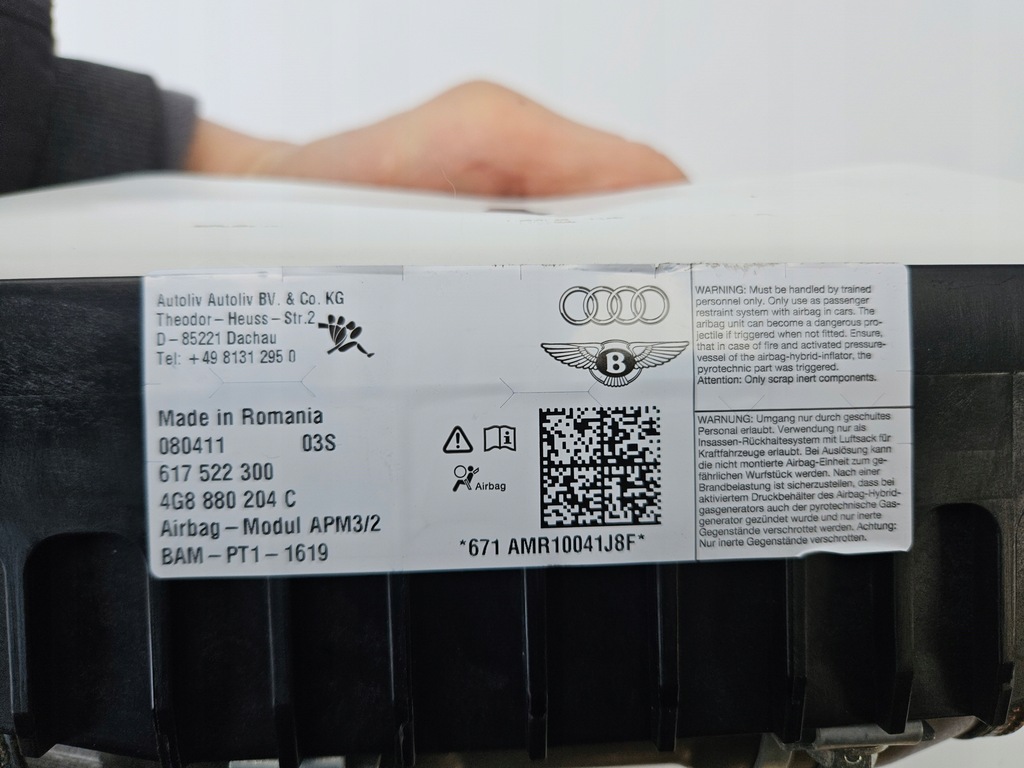 Autoliv Autoliv BV. & Co. KG
Theodor-Heuss-Str.2
D-85221 Dachau
Tel: +49 8131 295 0
Made in Romania
080411 03S
617 522 300
4G8 880 204 C
Airbag-Modul APM3/2
BAM-PT1-1619
B
Airbag
*671 AMR10041J8F*
WARNING: Must be handled by trained
personnel only. Only use as passenger
restraint system with airbag in cars. The
aribag unit can become a dangerous pro-
jectile if triggered when not fitted. Ensure,
that in case of fire and activated pressure-
vessel of the airbag-hybrid-inflator, the
pyrotechnic part was triggered.
Attention: Only scrap inert components.
WARNUNG: Umgang nur durch geschultes
Personal erlaubt. Verwendung nur als
Insassen-Rückhaltesystem mit Luftsack für
Kraftfahrzeuge erlaubt. Bei Auslösung kann
die nicht montierte Airbag-Einheit zum ge-
fährlichen Wurfstück werden. Nach einer
Brandbelastung ist sicherzustellen, dass bei
aktiviertem Druckbehälter des Airbag-Hybrid-
gasgenerators auch der pyrotechnische Gas-
generator gezündet wurde und nur inerte
Gegenstände verschrottet werden. Achtung:
Nur inerte Gegenstände verschrotten.